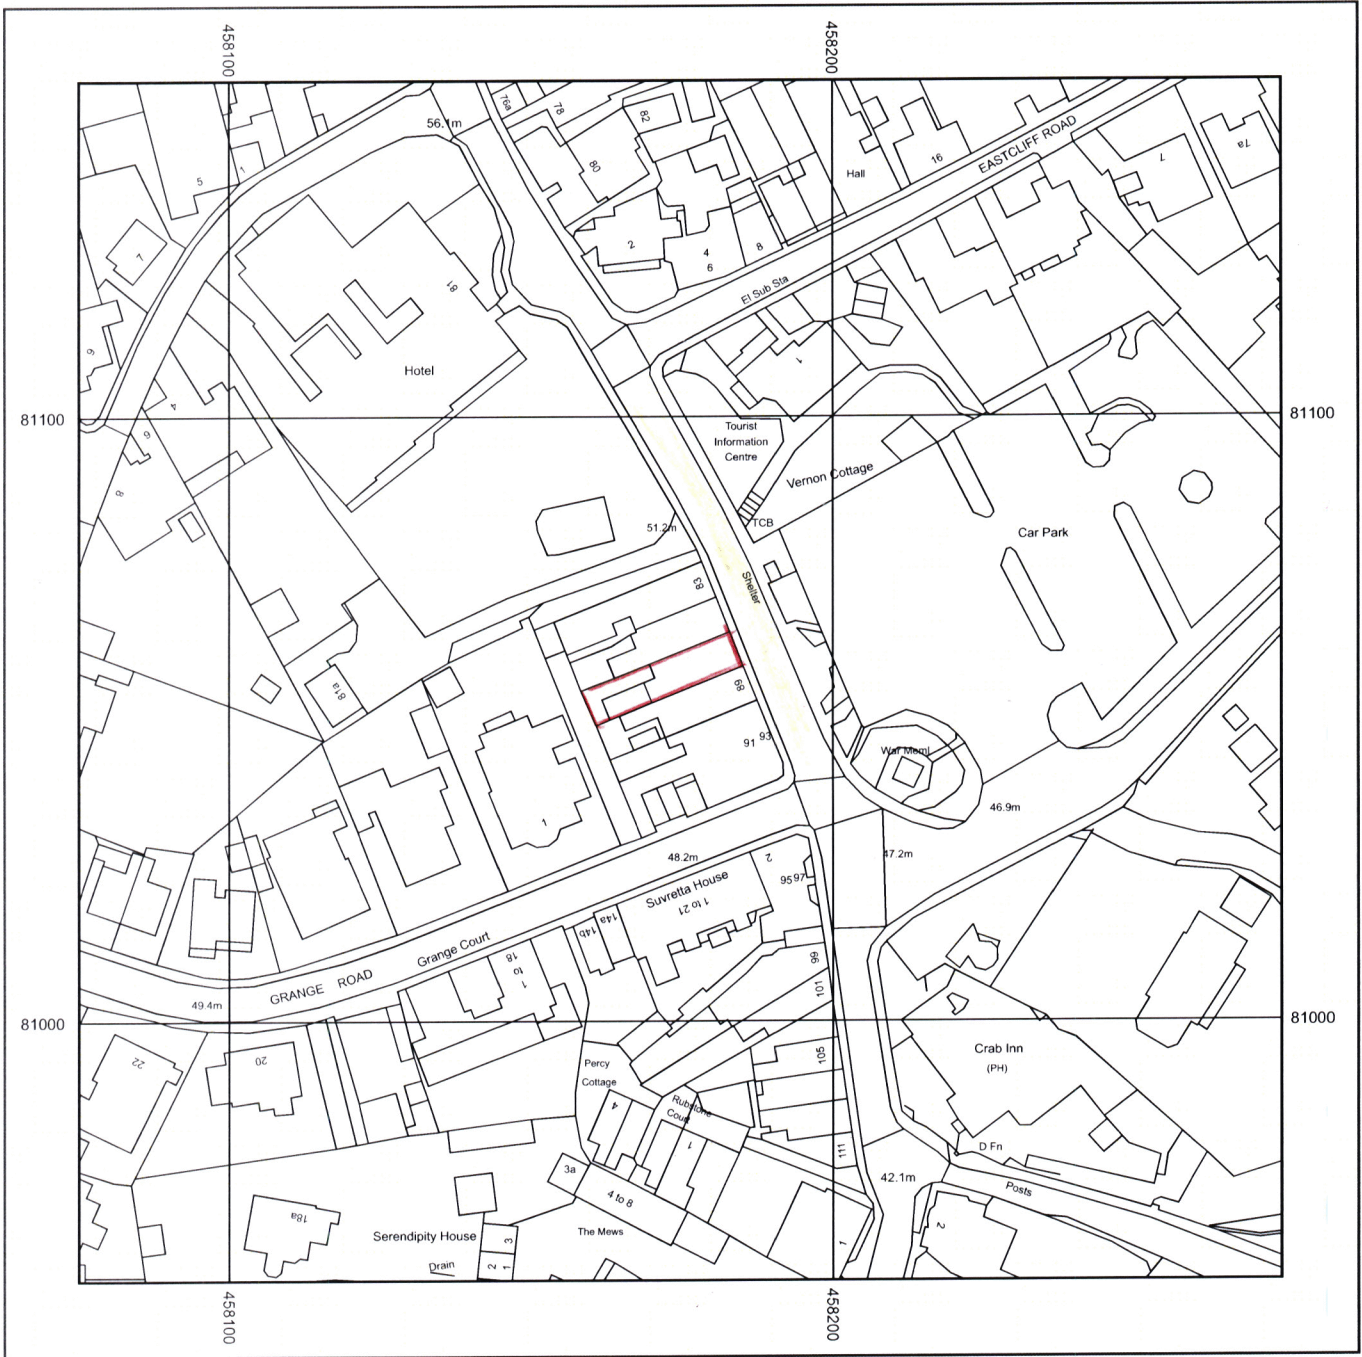 458100
458200
76a
78
82
56.1m
EASTCLIFF ROAD
7a
1
5
80
Hall
16
7
7
2
4
6
8
El Sub Sta
81
9
1
Hotel
4
81100
81100
Tourist
Information
Centre
6
Vernon Cottage
8
51.2m
TCB
Car Park
83
Shelter
81a
89
91
93
War Meml
46.9m
1
48.2m
2
47.2m
Suvretta House
1 to 21
95
97
14a
14b
Grange Court
1
to
18
99
GRANGE ROAD
101
49.4m
81000
81000
22
20
105
Crab Inn
(PH)
Percy
Cottage
4
Rubstone
Court
1
111
D Fn
3a
42.1m
Posts
4 to 8
18a
Serendipity House
3
The Mews
1
2
Drain
2
1
458100
458200